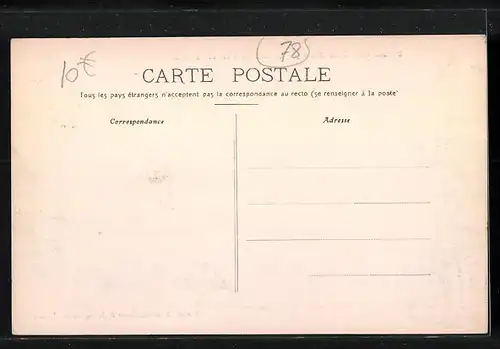 10€
78
CARTE POSTALE
Tous les pays étrangers n'acceptent pas la correspondance au recto (se renseigner à la poste)
Correspondance
Adresse